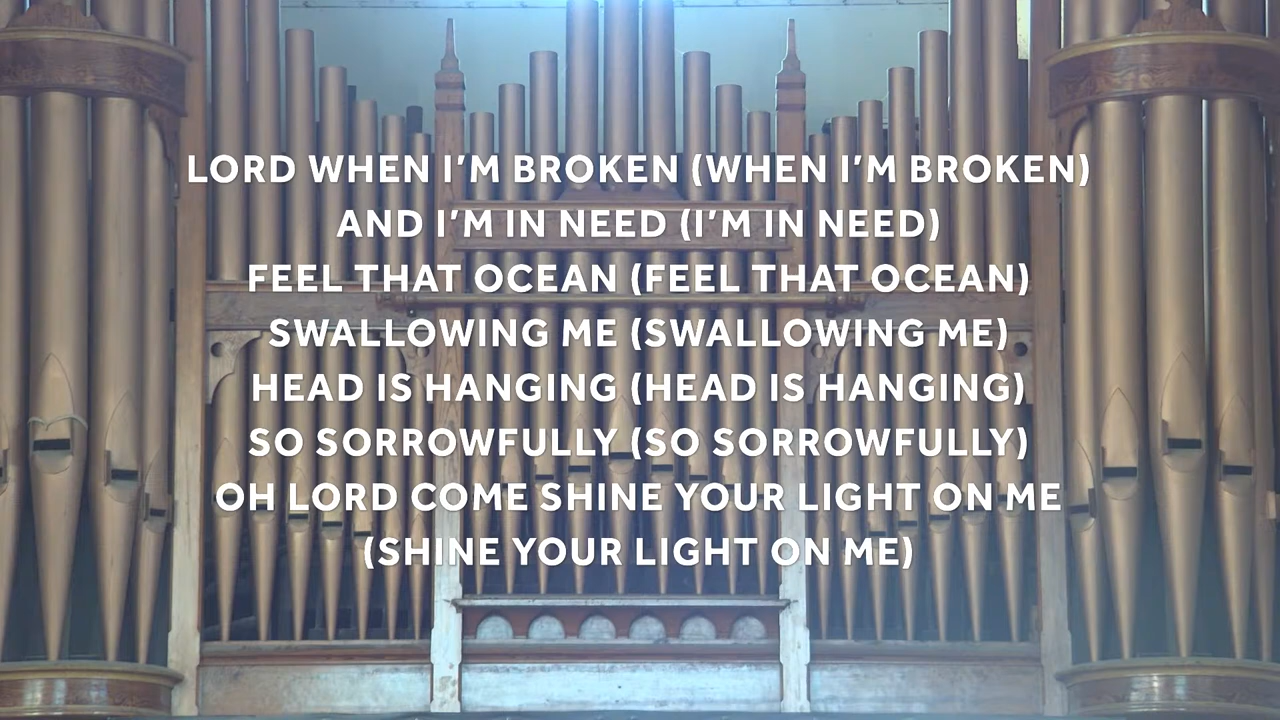 LORD WHEN I'M BROKEN (WHEN I'M BROKEN)
AND I'M IN NEED (I'M IN NEED)
FEEL THAT OCEAN (FEEL THAT OCEAN)
SWALLOWING ME (SWALLOWING ME)
HEAD IS HANGING (HEAD IS HANGING)
SO SORROWFULLY (SO SORROWFULLY)
OH LORD COME SHINE YOUR LIGHT ON ME
(SHINE YOUR LIGHT ON ME)